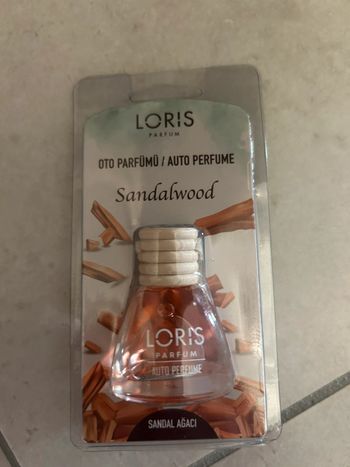 LORIS
PARFUM
OTO PARFÜMÜ / AUTO PERFUME
Sandalwood
LORIS
PARFUM
AUTO PERFUME
SANDAL AĞACI